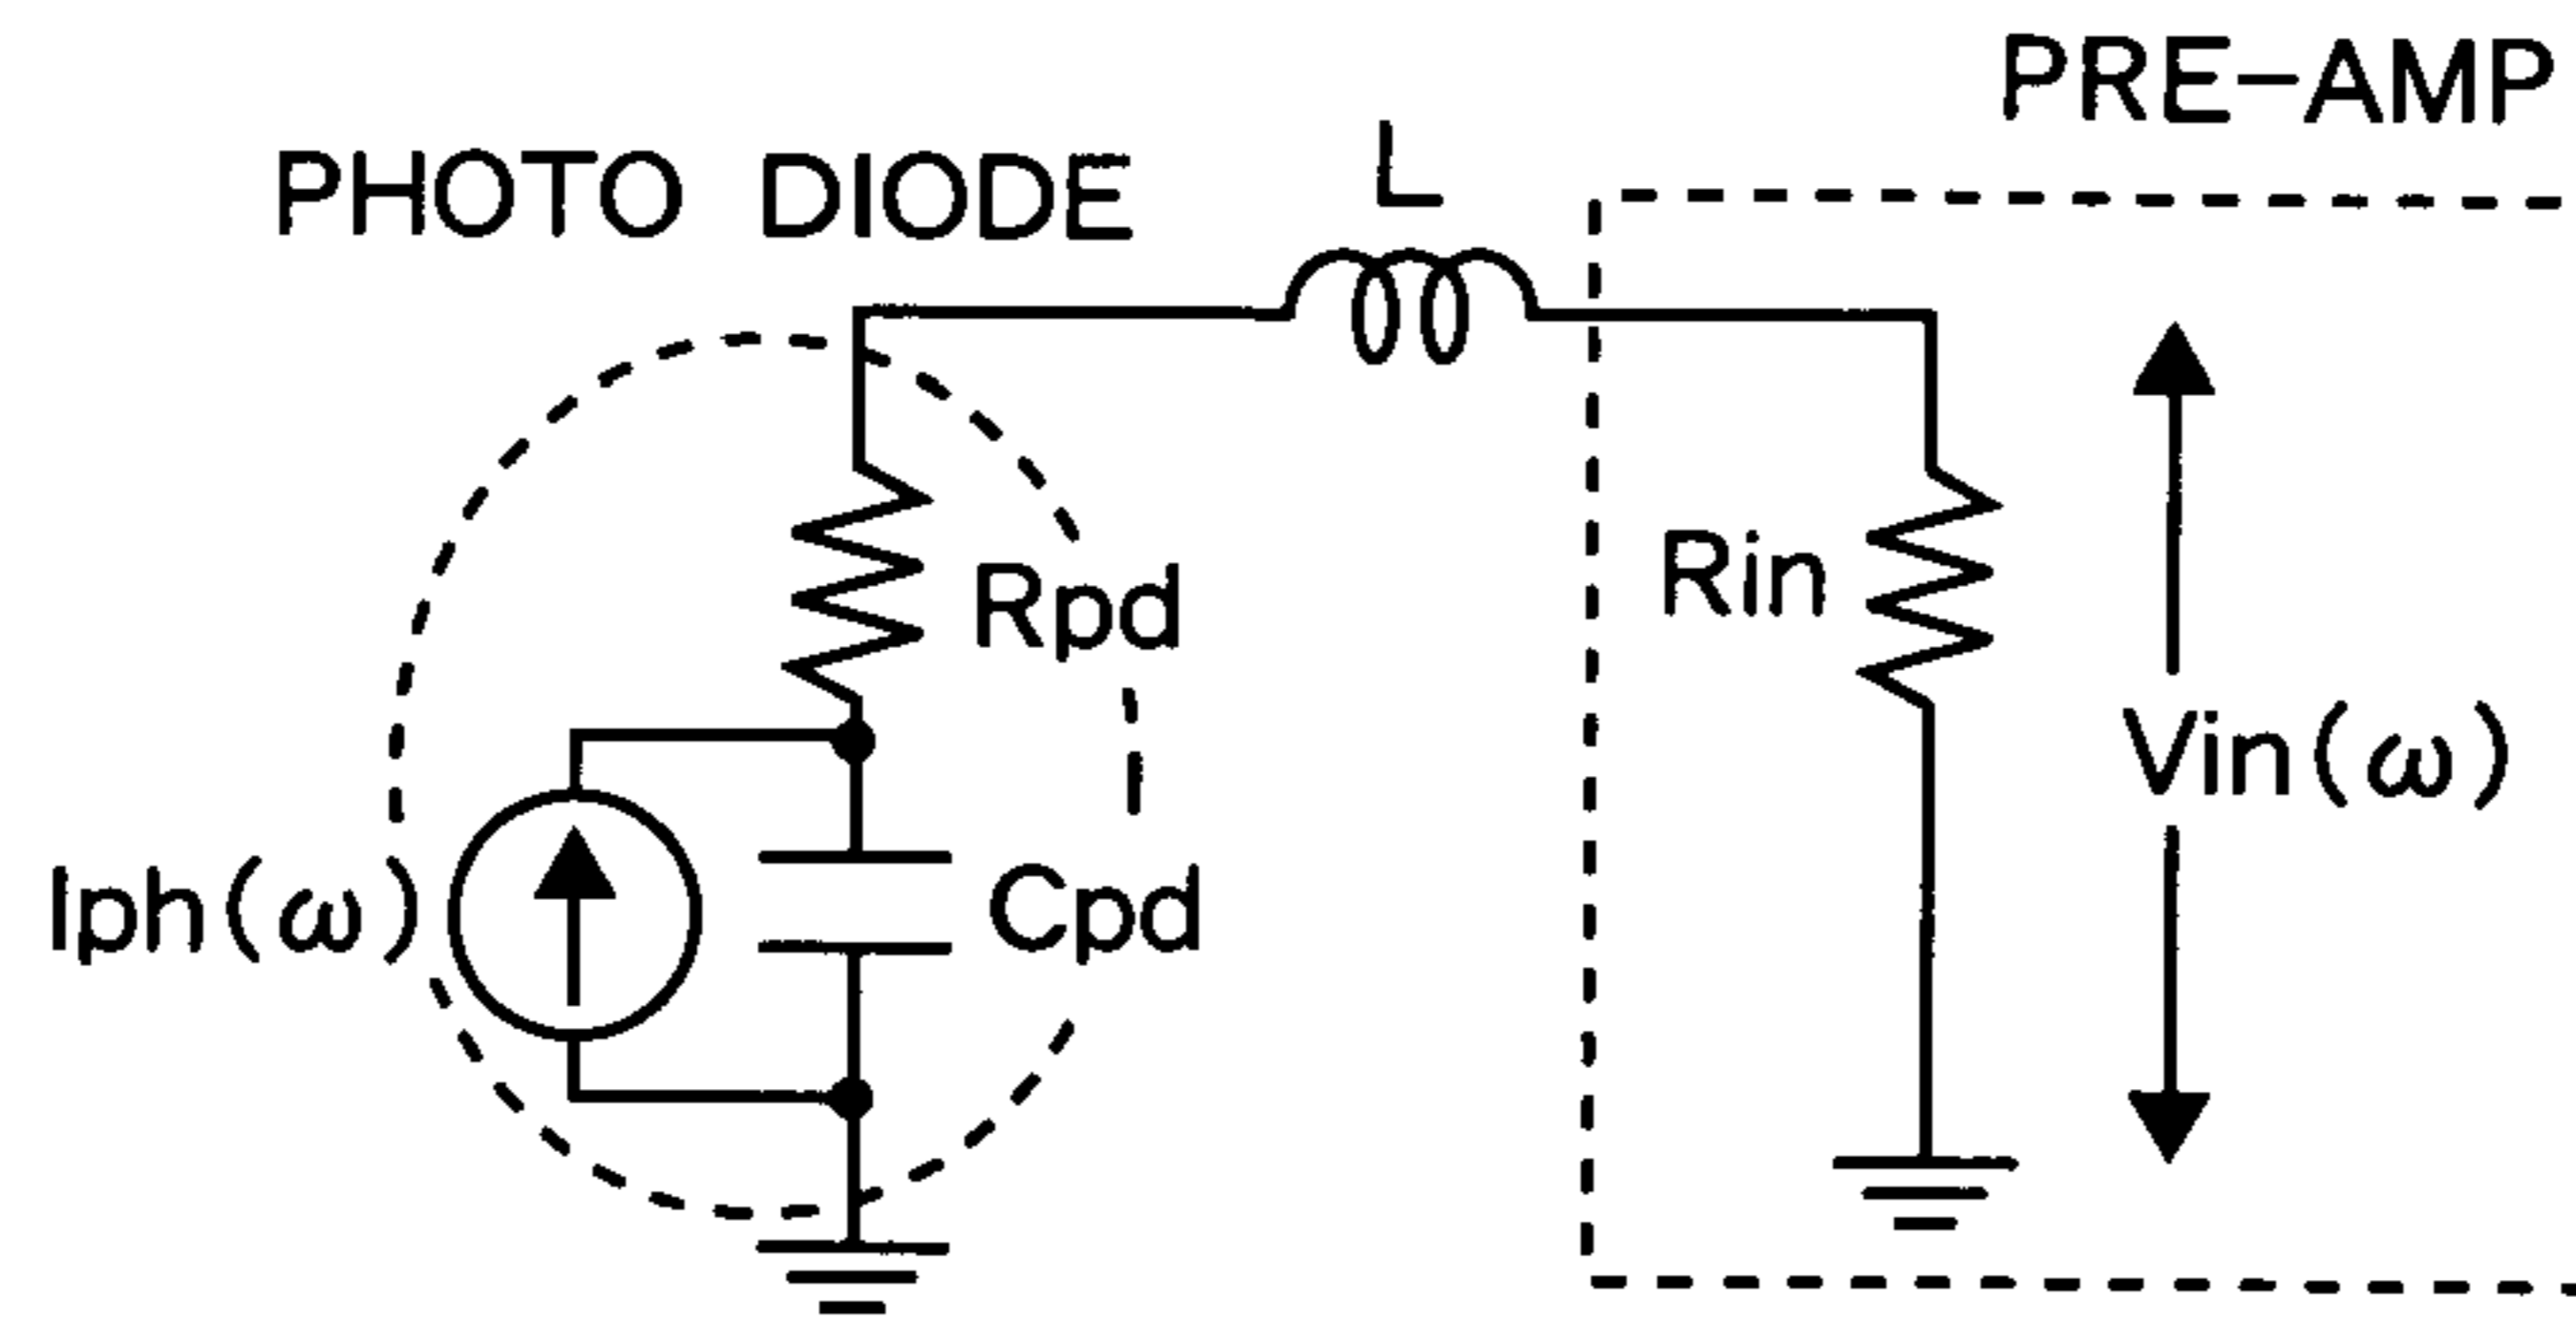 PRE-AMP
PHOTO DIODE
L
Rpd
Rin
Vin(ω)
Iph(ω)
Cpd